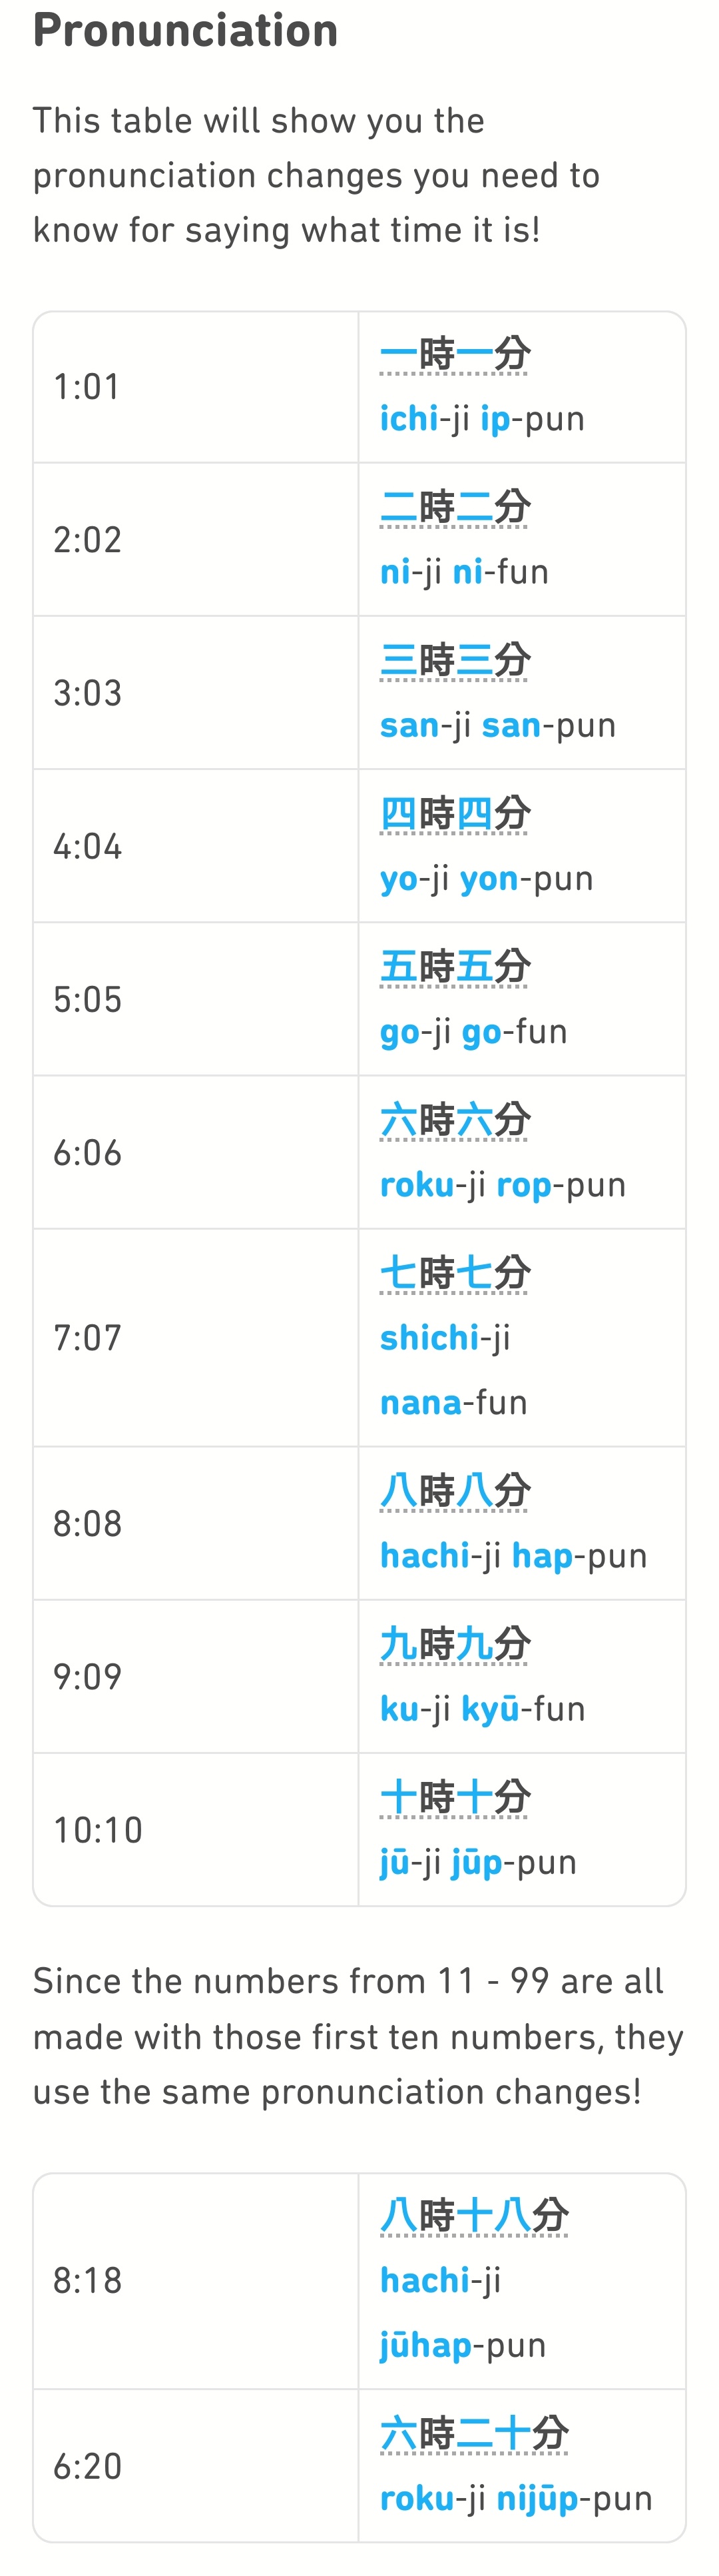 Pronunciation
This table will show you the
pronunciation changes you need to
know for saying what time it is!
1:01
一時一分
ichi-ji ip-pun
2:02
二時二分
ni-ji ni-fun
3:03
三時三分
san-ji san-pun
4:04
四時四分
yo-ji yon-pun
5:05
五時五分
go-ji go-fun
6:06
六時六分
roku-ji rop-pun
7:07
七時七分
shichi-ji
nana-fun
8:08
八時八分
hachi-ji hap-pun
9:09
九時九分
ku-ji kyū-fun
10:10
十時十分
jū-ji jūp-pun
Since the numbers from 11 - 99 are all
made with those first ten numbers, they
use the same pronunciation changes!
8:18
八時十八分
hachi-ji
jūhap-pun
6:20
六時二十分
roku-ji nijūp-pun